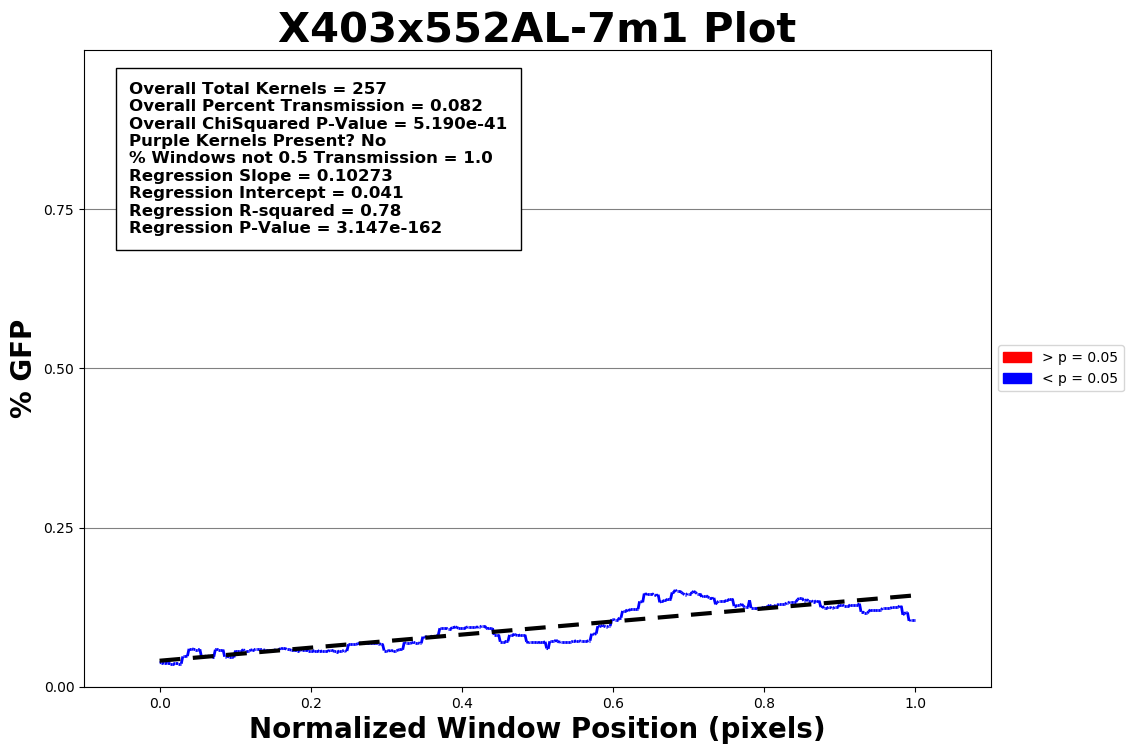 X403x552AL-7m1 Plot
Overall Total Kernels = 257
Overall Percent Transmission = 0.082
Overall ChiSquared P-Value = 5.190e-41
Purple Kernels Present? No
% Windows not 0.5 Transmission = 1.0
Regression Slope = 0.10273
Regression Intercept = 0.041
Regression R-squared = 0.78
Regression P-Value = 3.147e-162
0.75
0.50
0.25
0.00
% GFP
> p = 0.05
< p = 0.05
0.0 0.2 0.4 0.6 0.8 1.0
Normalized Window Position (pixels)